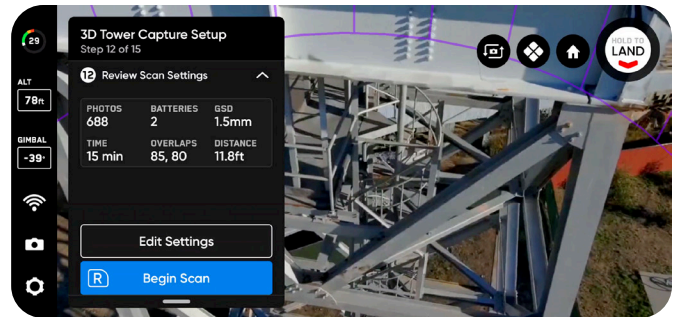 29
ALT
78ft
GIMBAL
-39°
3D Tower Capture Setup
Step 12 of 15
12 Review Scan Settings
PHOTOS BATTERIES GSD
688 2 1.5mm
TIME OVERLAPS DISTANCE
15 min 85, 80 11.8ft
Edit Settings
R Begin Scan
HOLD TO
LAND